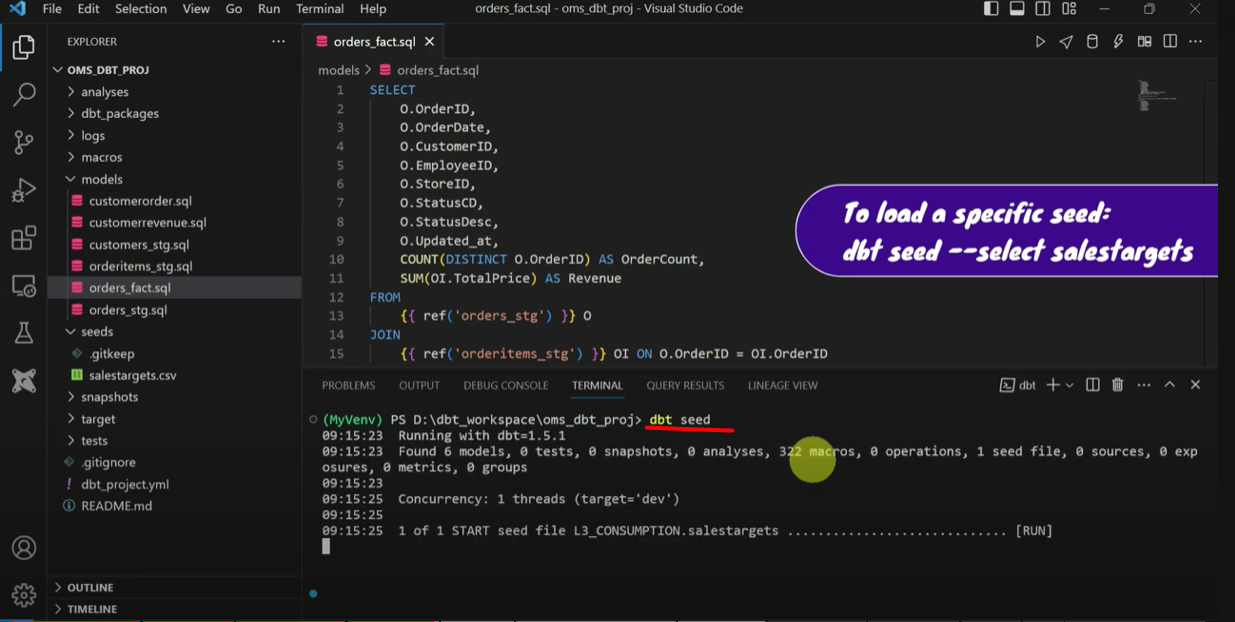 File Edit Selection View Go Run Terminal Help orders_fact.sql - oms_dbt_proj - Visual Studio Code
EXPLORER
OMS_DBT_PROJ
analyses
dbt_packages
logs
macros
models
customerorder.sql
customerrevenue.sql
customers_stg.sql
orderitems_stg.sql
orders_fact.sql
orders_stg.sql
seeds
.gitkeep
salestargets.csv
snapshots
target
tests
.gitignore
dbt_project.yml
README.md
OUTLINE
TIMELINE
orders_fact.sql
models > orders_fact.sql
1 SELECT
2 O.OrderID,
3 O.OrderDate,
4 O.CustomerID,
5 O.EmployeeID,
6 O.StoreID,
7 O.StatusCD,
8 O.StatusDesc,
9 O.Updated_at,
10 COUNT(DISTINCT O.OrderID) AS OrderCount,
11 SUM(OI.TotalPrice) AS Revenue
12 FROM
13 {{ ref('orders_stg') }} O
14 JOIN
15 {{ ref('orderitems_stg') }} OI ON O.OrderID = OI.OrderID
To load a specific seed:
dbt seed --select salestargets
PROBLEMS OUTPUT DEBUG CONSOLE TERMINAL QUERY RESULTS LINEAGE VIEW dbt
(MyVenv) PS D:\dbt_workspace\oms_dbt_proj> dbt seed
09:15:23 Running with dbt=1.5.1
09:15:23 Found 6 models, 0 tests, 0 snapshots, 0 analyses, 322 macros, 0 operations, 1 seed file, 0 sources, 0 exp
osures, 0 metrics, 0 groups
09:15:23
09:15:25 Concurrency: 1 threads (target='dev')
09:15:25
09:15:25 1 of 1 START seed file L3_CONSUMPTION.salestargets ............................ [RUN]